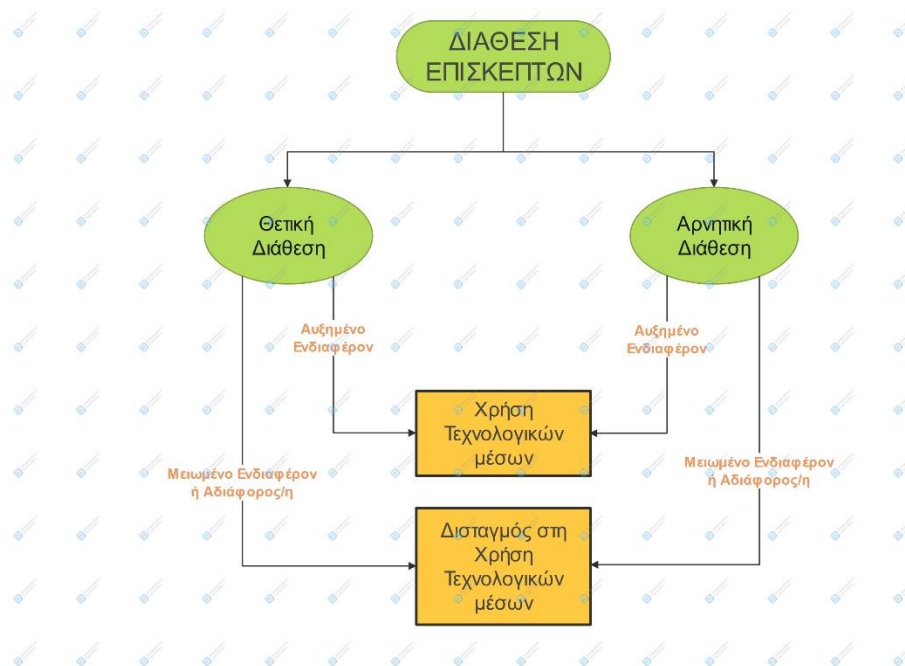 ΔΙΑΘΕΣΗ
ΕΠΙΣΚΕΠΤΩΝ
Θετική
Διάθεση
Αρνητική
Διάθεση
Αυξημένο
Ενδιαφέρον
Αυξημένο
Ενδιαφέρον
Χρήση
Τεχνολογικών
μέσων
Μειωμένο Ενδιαφέρον
ή Αδιάφορος/η
Μειωμένο Ενδιαφέρον
ή Αδιάφορος/η
Δισταγμός στη
Χρήση
Τεχνολογικών
μέσων